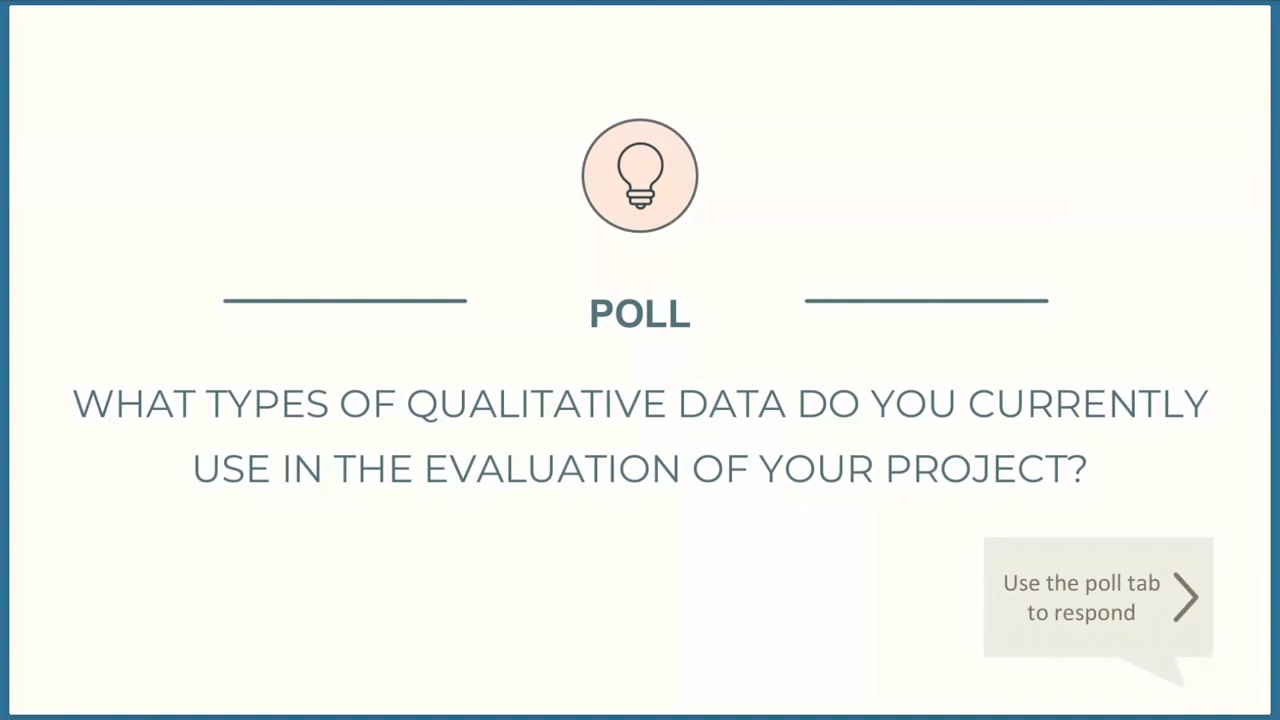 POLL
WHAT TYPES OF QUALITATIVE DATA DO YOU CURRENTLY
USE IN THE EVALUATION OF YOUR PROJECT?
Use the poll tab
to respond